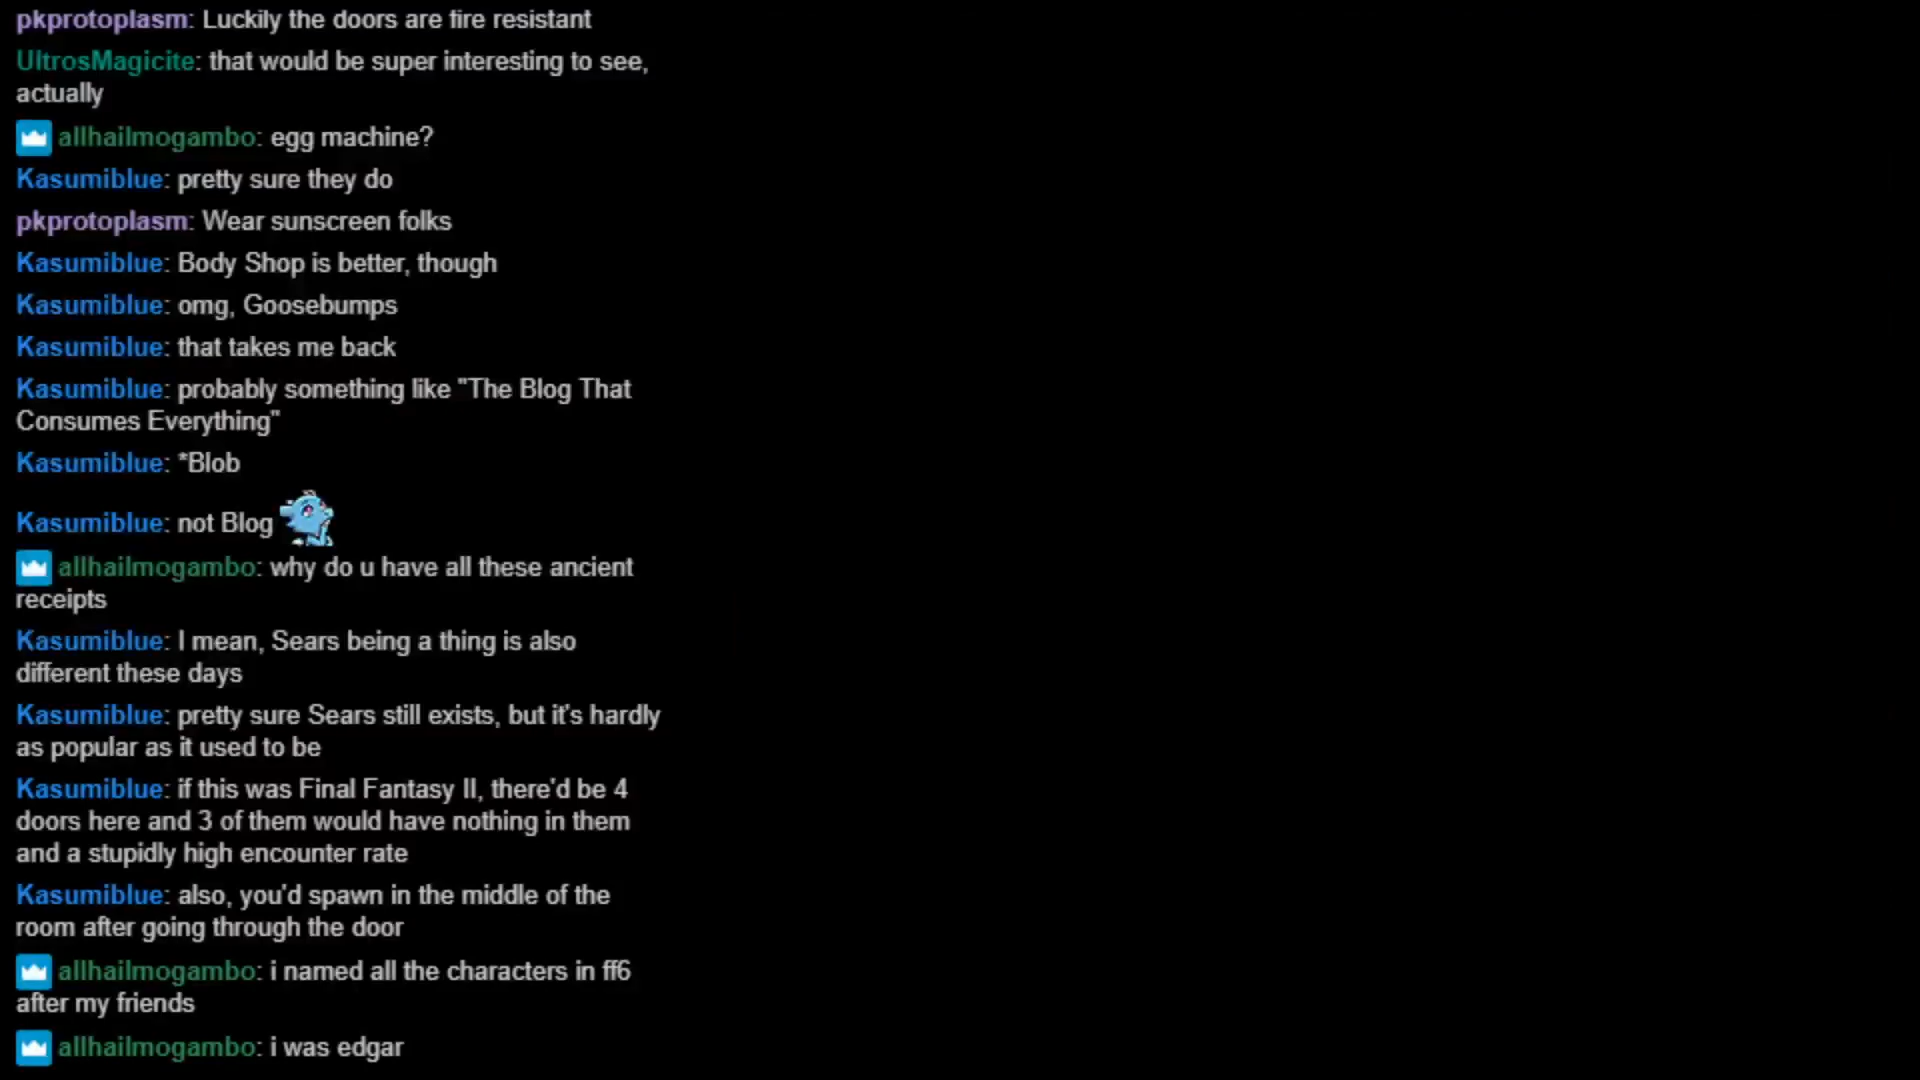 pkprotoplasm: Luckily the doors are fire resistant
UltrosMagicite: that would be super interesting to see,
actually
allhailmogambo: egg machine?
Kasumiblue: pretty sure they do
pkprotoplasm: Wear sunscreen folks
Kasumiblue: Body Shop is better, though
Kasumiblue: omg, Goosebumps
Kasumiblue: that takes me back
Kasumiblue: probably something like "The Blog That
Consumes Everything"
Kasumiblue: *Blob
Kasumiblue: not Blog
allhailmogambo: why do u have all these ancient
receipts
Kasumiblue: I mean, Sears being a thing is also
different these days
Kasumiblue: pretty sure Sears still exists, but it's hardly
as popular as it used to be
Kasumiblue: if this was Final Fantasy II, there'd be 4
doors here and 3 of them would have nothing in them
and a stupidly high encounter rate
Kasumiblue: also, you'd spawn in the middle of the
room after going through the door
allhailmogambo: i named all the characters in ff6
after my friends
allhailmogambo: i was edgar